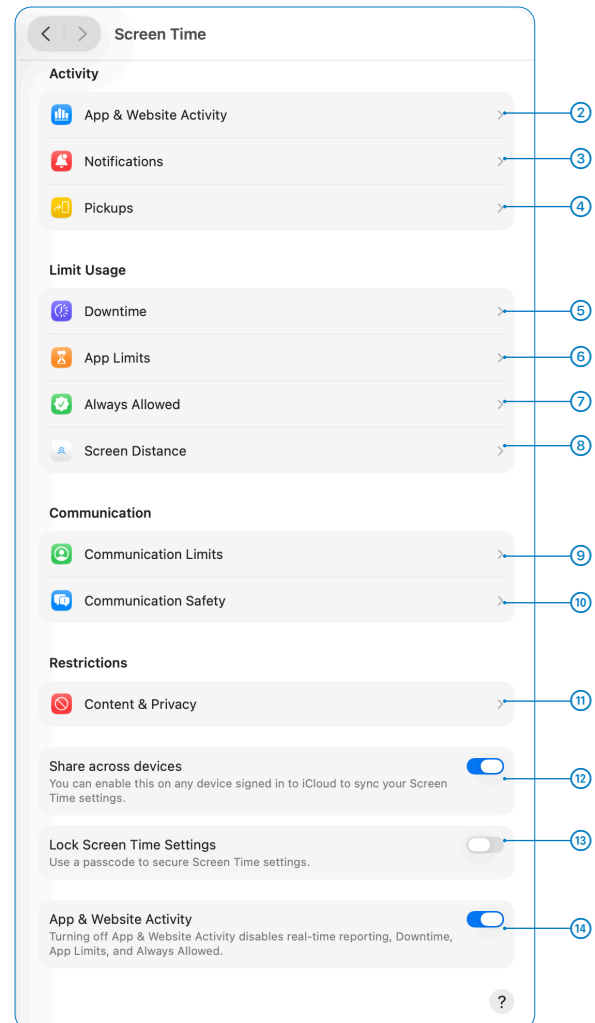 Screen Time
Activity
App & Website Activity
2
Notifications
3
Pickups
4
Limit Usage
Downtime
5
App Limits
6
Always Allowed
7
Screen Distance
8
Communication
Communication Limits
9
Communication Safety
10
Restrictions
Content & Privacy
11
Share across devices
You can enable this on any device signed in to iCloud to sync your Screen
Time settings.
12
Lock Screen Time Settings
13
Use a passcode to secure Screen Time settings.
App & Website Activity
Turning off App & Website Activity disables real-time reporting, Downtime,
14
App Limits, and Always Allowed.
?